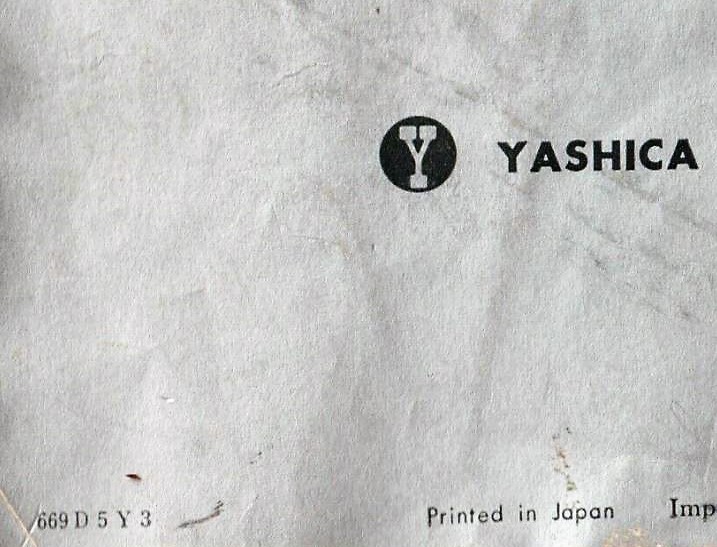 Y YASHICA
669 D 5 Y 3 Printed in Japan Imp